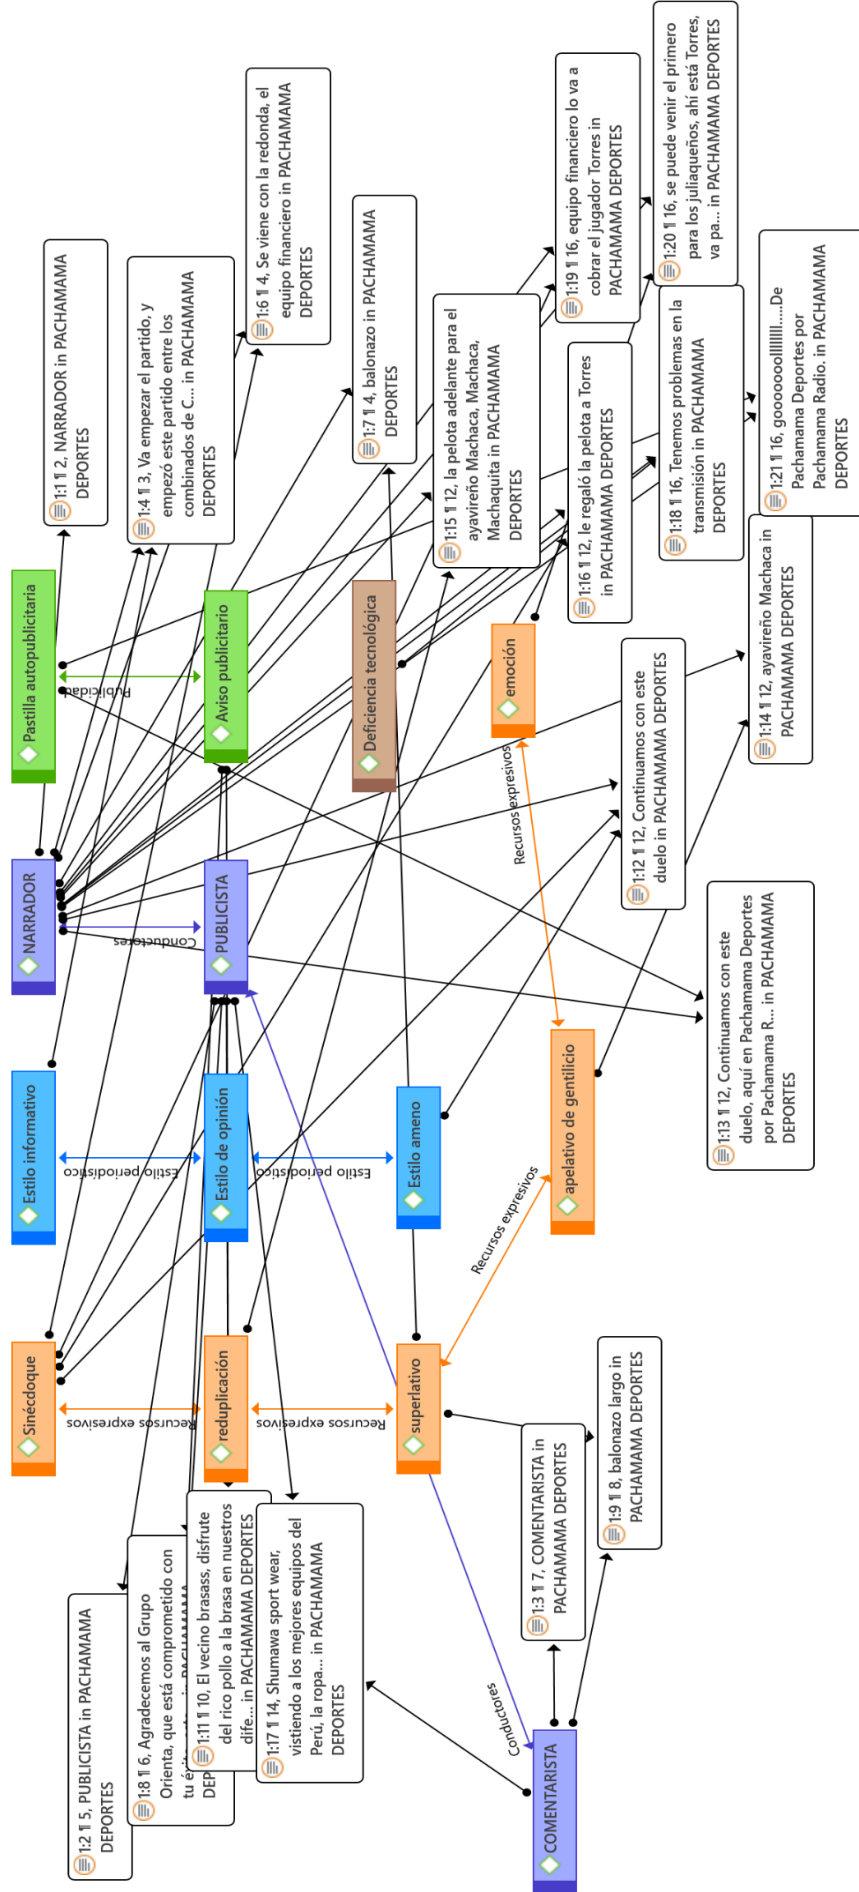 Sinécdoque
Estilo informativo
NARRADOR
Pastilla autopublicitaria
1:1 ¶ 2, NARRADOR in PACHAMAMA
DEPORTES
1:2 ¶ 5, PUBLICISTA in PACHAMAMA
DEPORTES
Recursos expresivos
Estilo periodístico
Conductores
Publicidad
1:4 ¶ 3, Va empezar el partido, y
empezó este partido entre los
combinados de C... in PACHAMAMA
DEPORTES
1:8 ¶ 6, Agradecemos al Grupo
Orienta, que está comprometido con
tu
in PACHAMAMA
DEP
reduplicación
Estilo de opinión
PUBLICISTA
Aviso publicitario
1:6 ¶ 4, Se viene con la redonda, el
equipo financiero in PACHAMAMA
DEPORTES
1:11 ¶ 10, El vecino brasass, disfrute
del rico pollo a la brasa en nuestros
dife... in PACHAMAMA DEPORTES
1:17 ¶ 14, Shumawa sport wear,
vistiendo a los mejores equipos del
Perú, la ropa... in PACHAMAMA
DEPORTES
Recursos expresivos
Estilo periodístico
Deficiencia tecnológica
1:7 ¶ 4, balonazo in PACHAMAMA
DEPORTES
superlativo
Estilo ameno
1:15 ¶ 12, la pelota adelante para el
ayavireño Machaca, Machaca,
Machaquita in PACHAMAMA
DEPORTES
Conductores
Recursos expresivos
Recursos expresivos
emoción
1:3 ¶ 7, COMENTARISTA in
PACHAMAMA DEPORTES
COMENTARISTA
apelativo de gentilicio
1:16 ¶ 12, le regaló la pelota a Torres
in PACHAMAMA DEPORTES
1:19 ¶ 16, equipo financiero lo va a
cobrar el jugador Torres in
PACHAMAMA DEPORTES
1:9 ¶ 8, balonazo largo in
PACHAMAMA DEPORTES
1:12 ¶ 12, Continuamos con este
duelo in PACHAMAMA DEPORTES
1:18 ¶ 16, Tenemos problemas en la
transmisión in PACHAMAMA
DEPORTES
1:20 ¶ 16, se puede venir el primero
para los juliaqueños, ahí está Torres,
va pa... in PACHAMAMA DEPORTES
1:13 ¶ 12, Continuamos con este
duelo, aquí en Pachamama Deportes
por Pachamama R... in PACHAMAMA
DEPORTES
1:14 ¶ 12, ayavireño Machaca in
PACHAMAMA DEPORTES
1:21 ¶ 16, gooooooolllllll.....De
Pachamama Deportes por
Pachamama Radio. in PACHAMAMA
DEPORTES